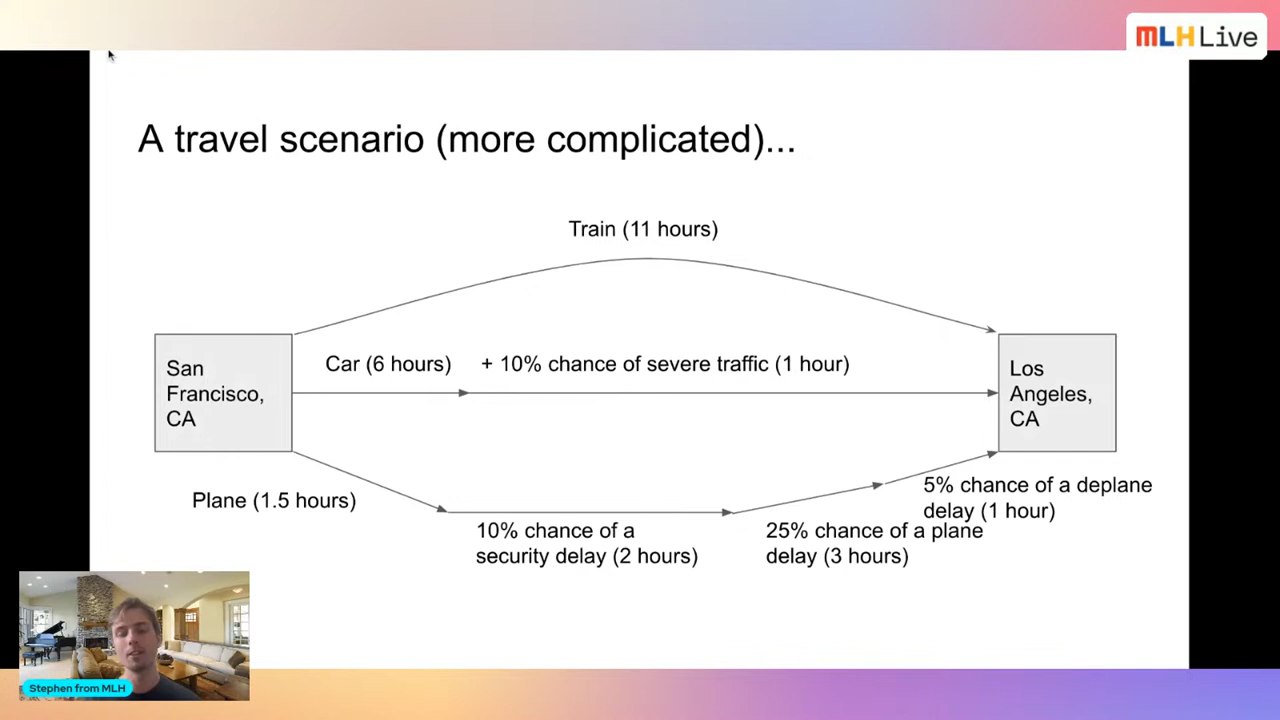 MLH Live
A travel scenario (more complicated)...
Train (11 hours)
Car (6 hours)
+ 10% chance of severe traffic (1 hour)
San
Francisco,
CA
Los
Angeles,
CA
Plane (1.5 hours)
10% chance of a
security delay (2 hours)
25% chance of a plane
delay (3 hours)
5% chance of a deplane
delay (1 hour)
Stephen from MLH